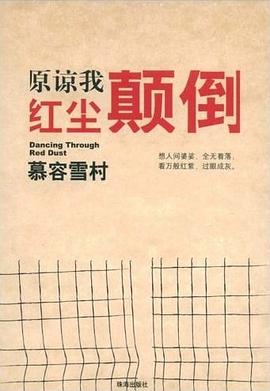 原谅我
红尘颠倒
Dancing Through
Red Dust
慕容雪村
想人间婆娑，全无着落，
看万般红紫，过眼成灰。
珠海出版社